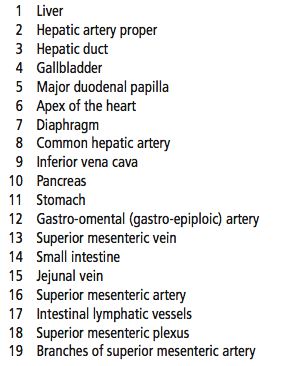 1 Liver
2 Hepatic artery proper
3 Hepatic duct
4 Gallbladder
5 Major duodenal papilla
6 Apex of the heart
7 Diaphragm
8 Common hepatic artery
9 Inferior vena cava
10 Pancreas
11 Stomach
12 Gastro-omental (gastro-epiploic) artery
13 Superior mesenteric vein
14 Small intestine
15 Jejunal vein
16 Superior mesenteric artery
17 Intestinal lymphatic vessels
18 Superior mesenteric plexus
19 Branches of superior mesenteric artery